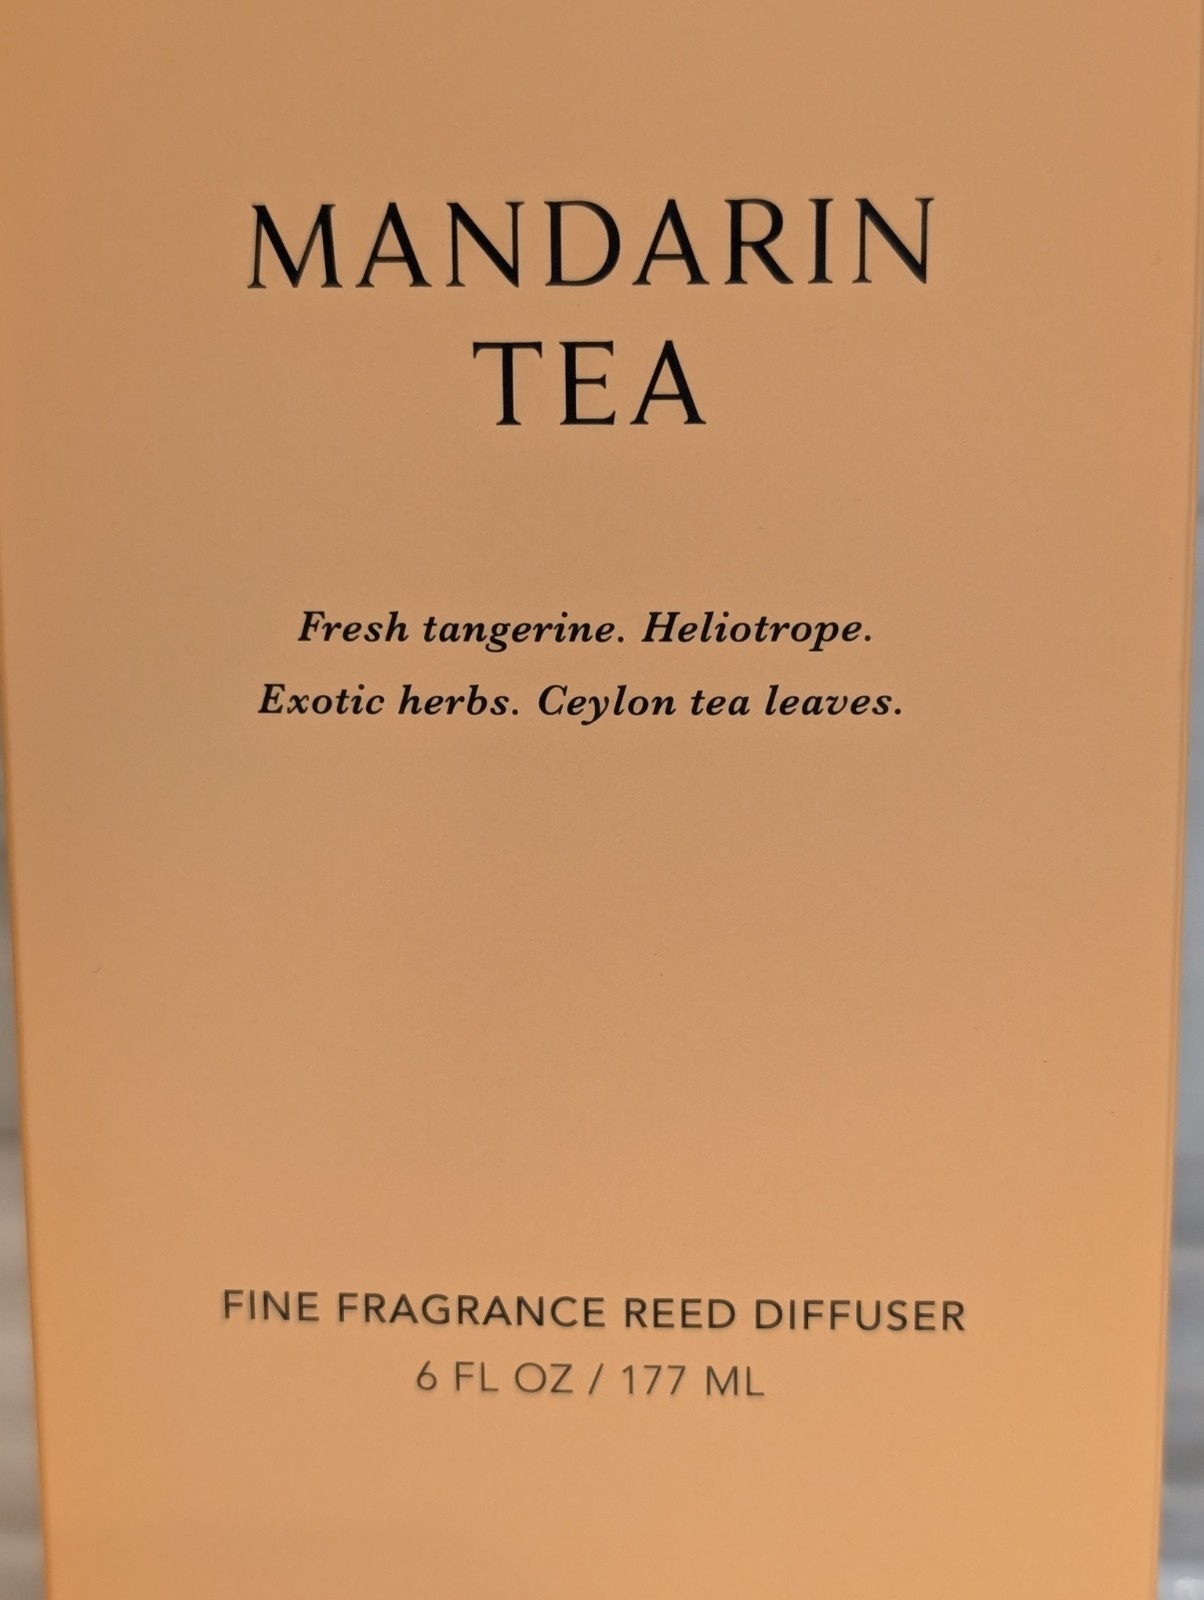 MANDARIN
TEA
Fresh tangerine. Heliotrope.
Exotic herbs. Ceylon tea leaves.
FINE FRAGRANCE REED DIFFUSER
6 FL OZ / 177 ML